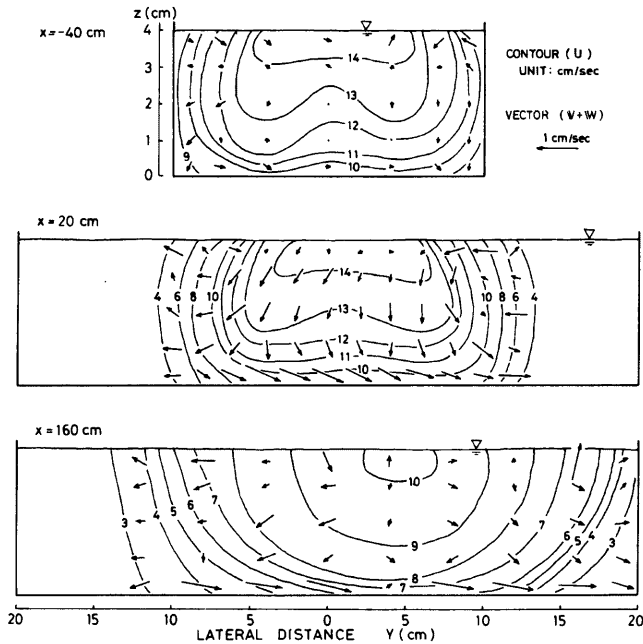 x=-40 cm
z(cm)
4
3
2
1
0
14
13
12
11
10
9
CONTOUR (U)
UNIT: cm/sec
VECTOR (V+W)
1 cm/sec
x = 20 cm
4 6 8 10
14
13
12
11
10
10 8 6 4
x = 160 cm
3 4 5 6 7
10
9
8
7
7 6 5 4 3
20 15 10 5 0 5 10 15 20
LATERAL DISTANCE Y (cm)